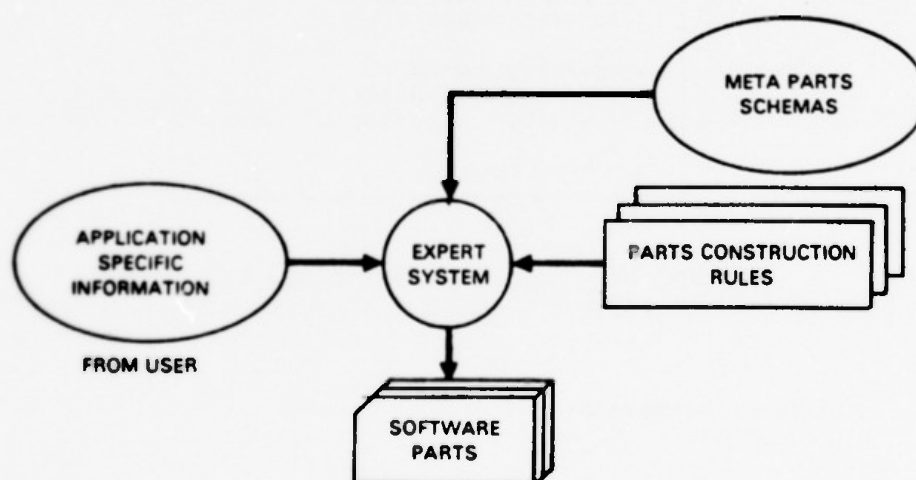 META PARTS
SCHEMAS
APPLICATION
SPECIFIC
INFORMATION
EXPERT
SYSTEM
PARTS CONSTRUCTION
RULES
FROM USER
SOFTWARE
PARTS